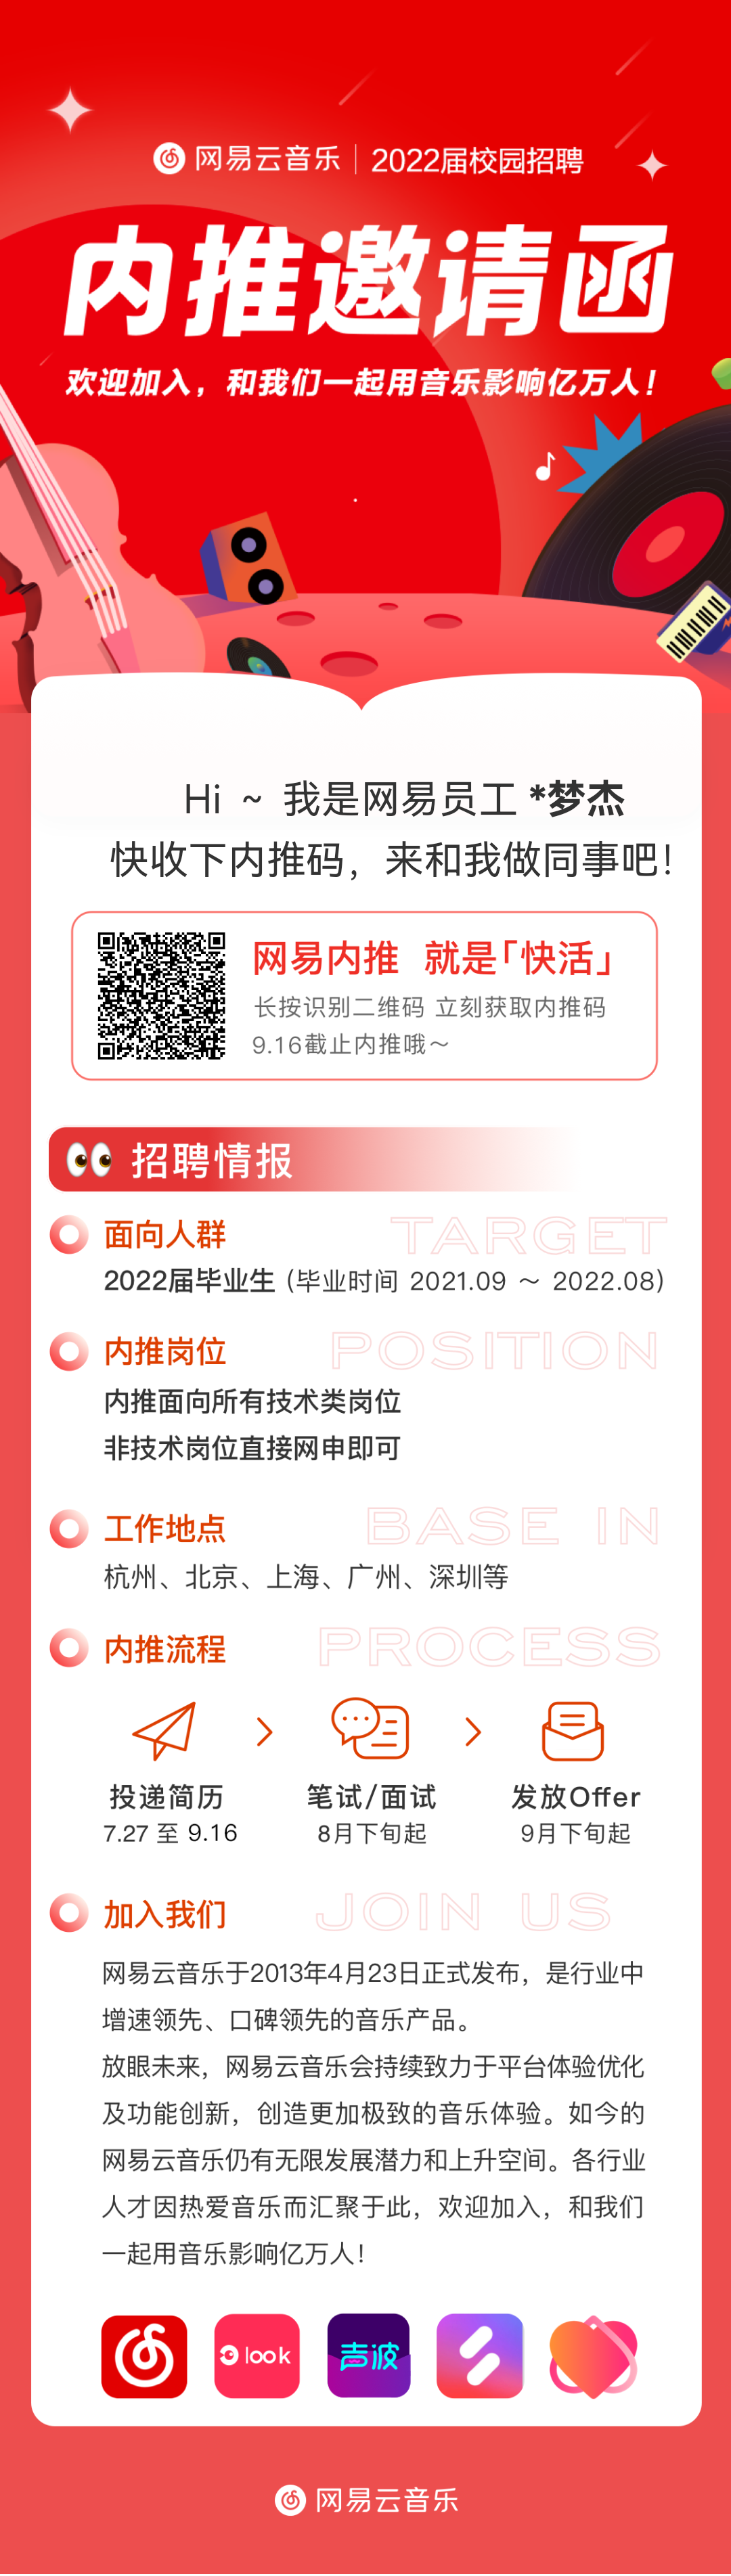 网易云音乐 | 2022届校园招聘
内推邀请函
欢迎加入，和我们一起用音乐影响亿万人！
Hi ~ 我是网易员工 *梦杰
快收下内推码，来和我做同事吧！
网易内推 就是「快活」
长按识别二维码 立刻获取内推码
9.16截止内推哦～
招聘情报
面向人群 TARGET
2022届毕业生（毕业时间 2021.09 ～ 2022.08）
内推岗位 POSITION
内推面向所有技术类岗位
非技术岗位直接网申即可
工作地点 BASE IN
杭州、北京、上海、广州、深圳等
内推流程 PROCESS
投递简历 笔试/面试 发放Offer
7.27 至 9.16 8月下旬起 9月下旬起
加入我们 JOIN US
网易云音乐于2013年4月23日正式发布，是行业中
增速领先、口碑领先的音乐产品。
放眼未来，网易云音乐会持续致力于平台体验优化
及功能创新，创造更加极致的音乐体验。如今的
网易云音乐仍有无限发展潜力和上升空间。各行业
人才因热爱音乐而汇聚于此，欢迎加入，和我们
一起用音乐影响亿万人！
look 声波
网易云音乐